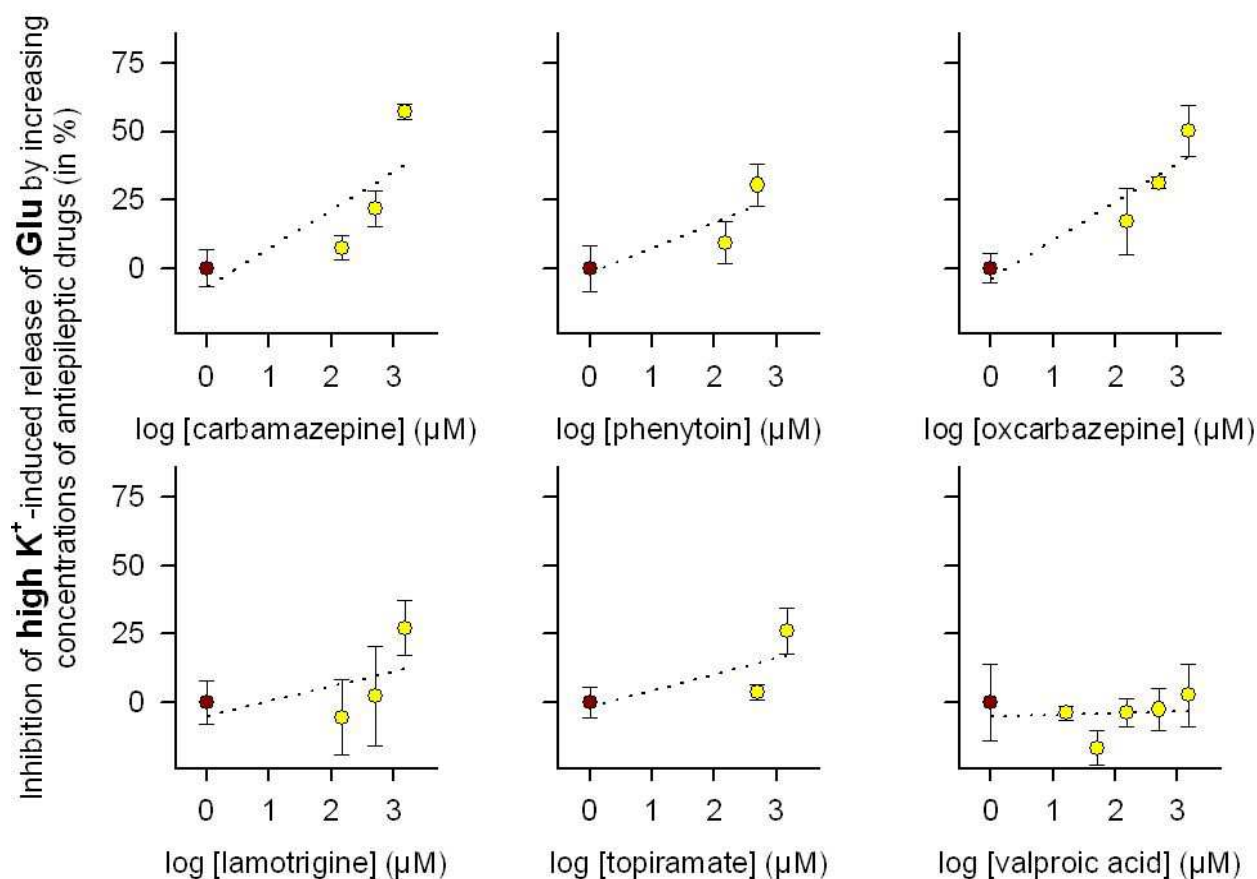 Inhibition of high K⁺-induced release of Glu by increasing
concentrations of antiepileptic drugs (in %)
75
50
25
0
0 1 2 3
0 1 2 3
0 1 2 3
log [carbamazepine] (µM)
log [phenytoin] (µM)
log [oxcarbazepine] (µM)
75
50
25
0
0 1 2 3
0 1 2 3
0 1 2 3
log [lamotrigine] (µM)
log [topiramate] (µM)
log [valproic acid] (µM)